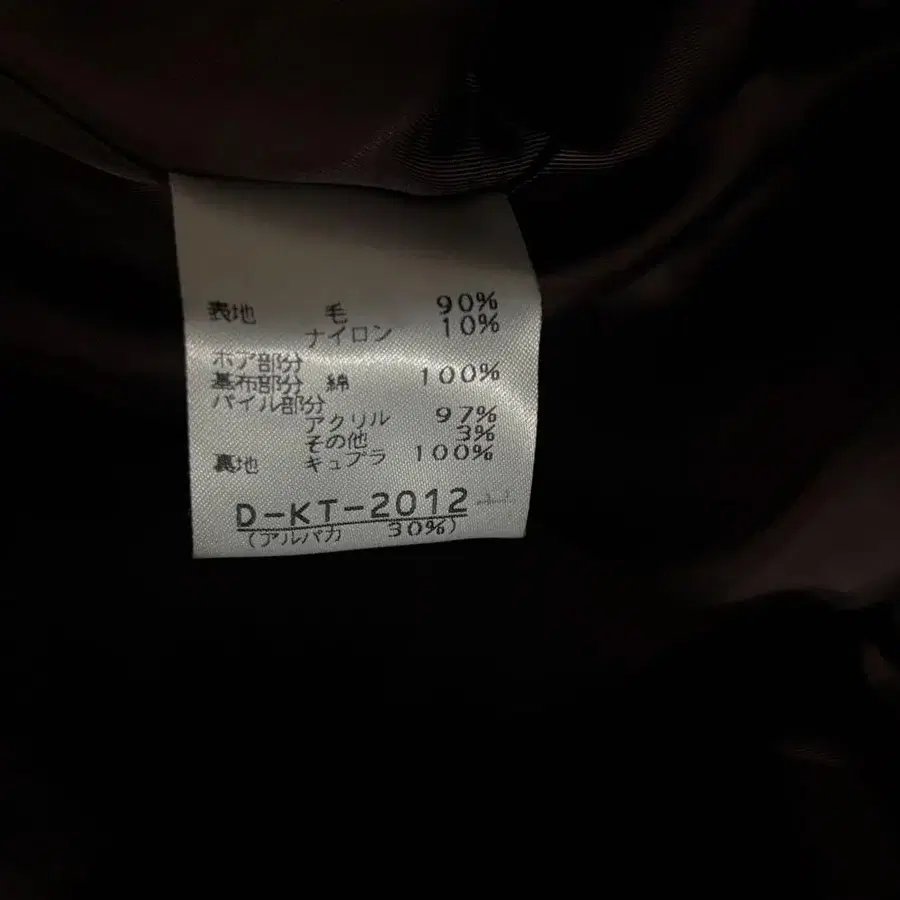 表地 毛 90%
ナイロン 10%
ボア部分
基布部分 綿 100%
パイル部分
アクリル 97%
その他 3%
裏地 キュプラ 100%
D-KT-2012
(アルパカ 30%)